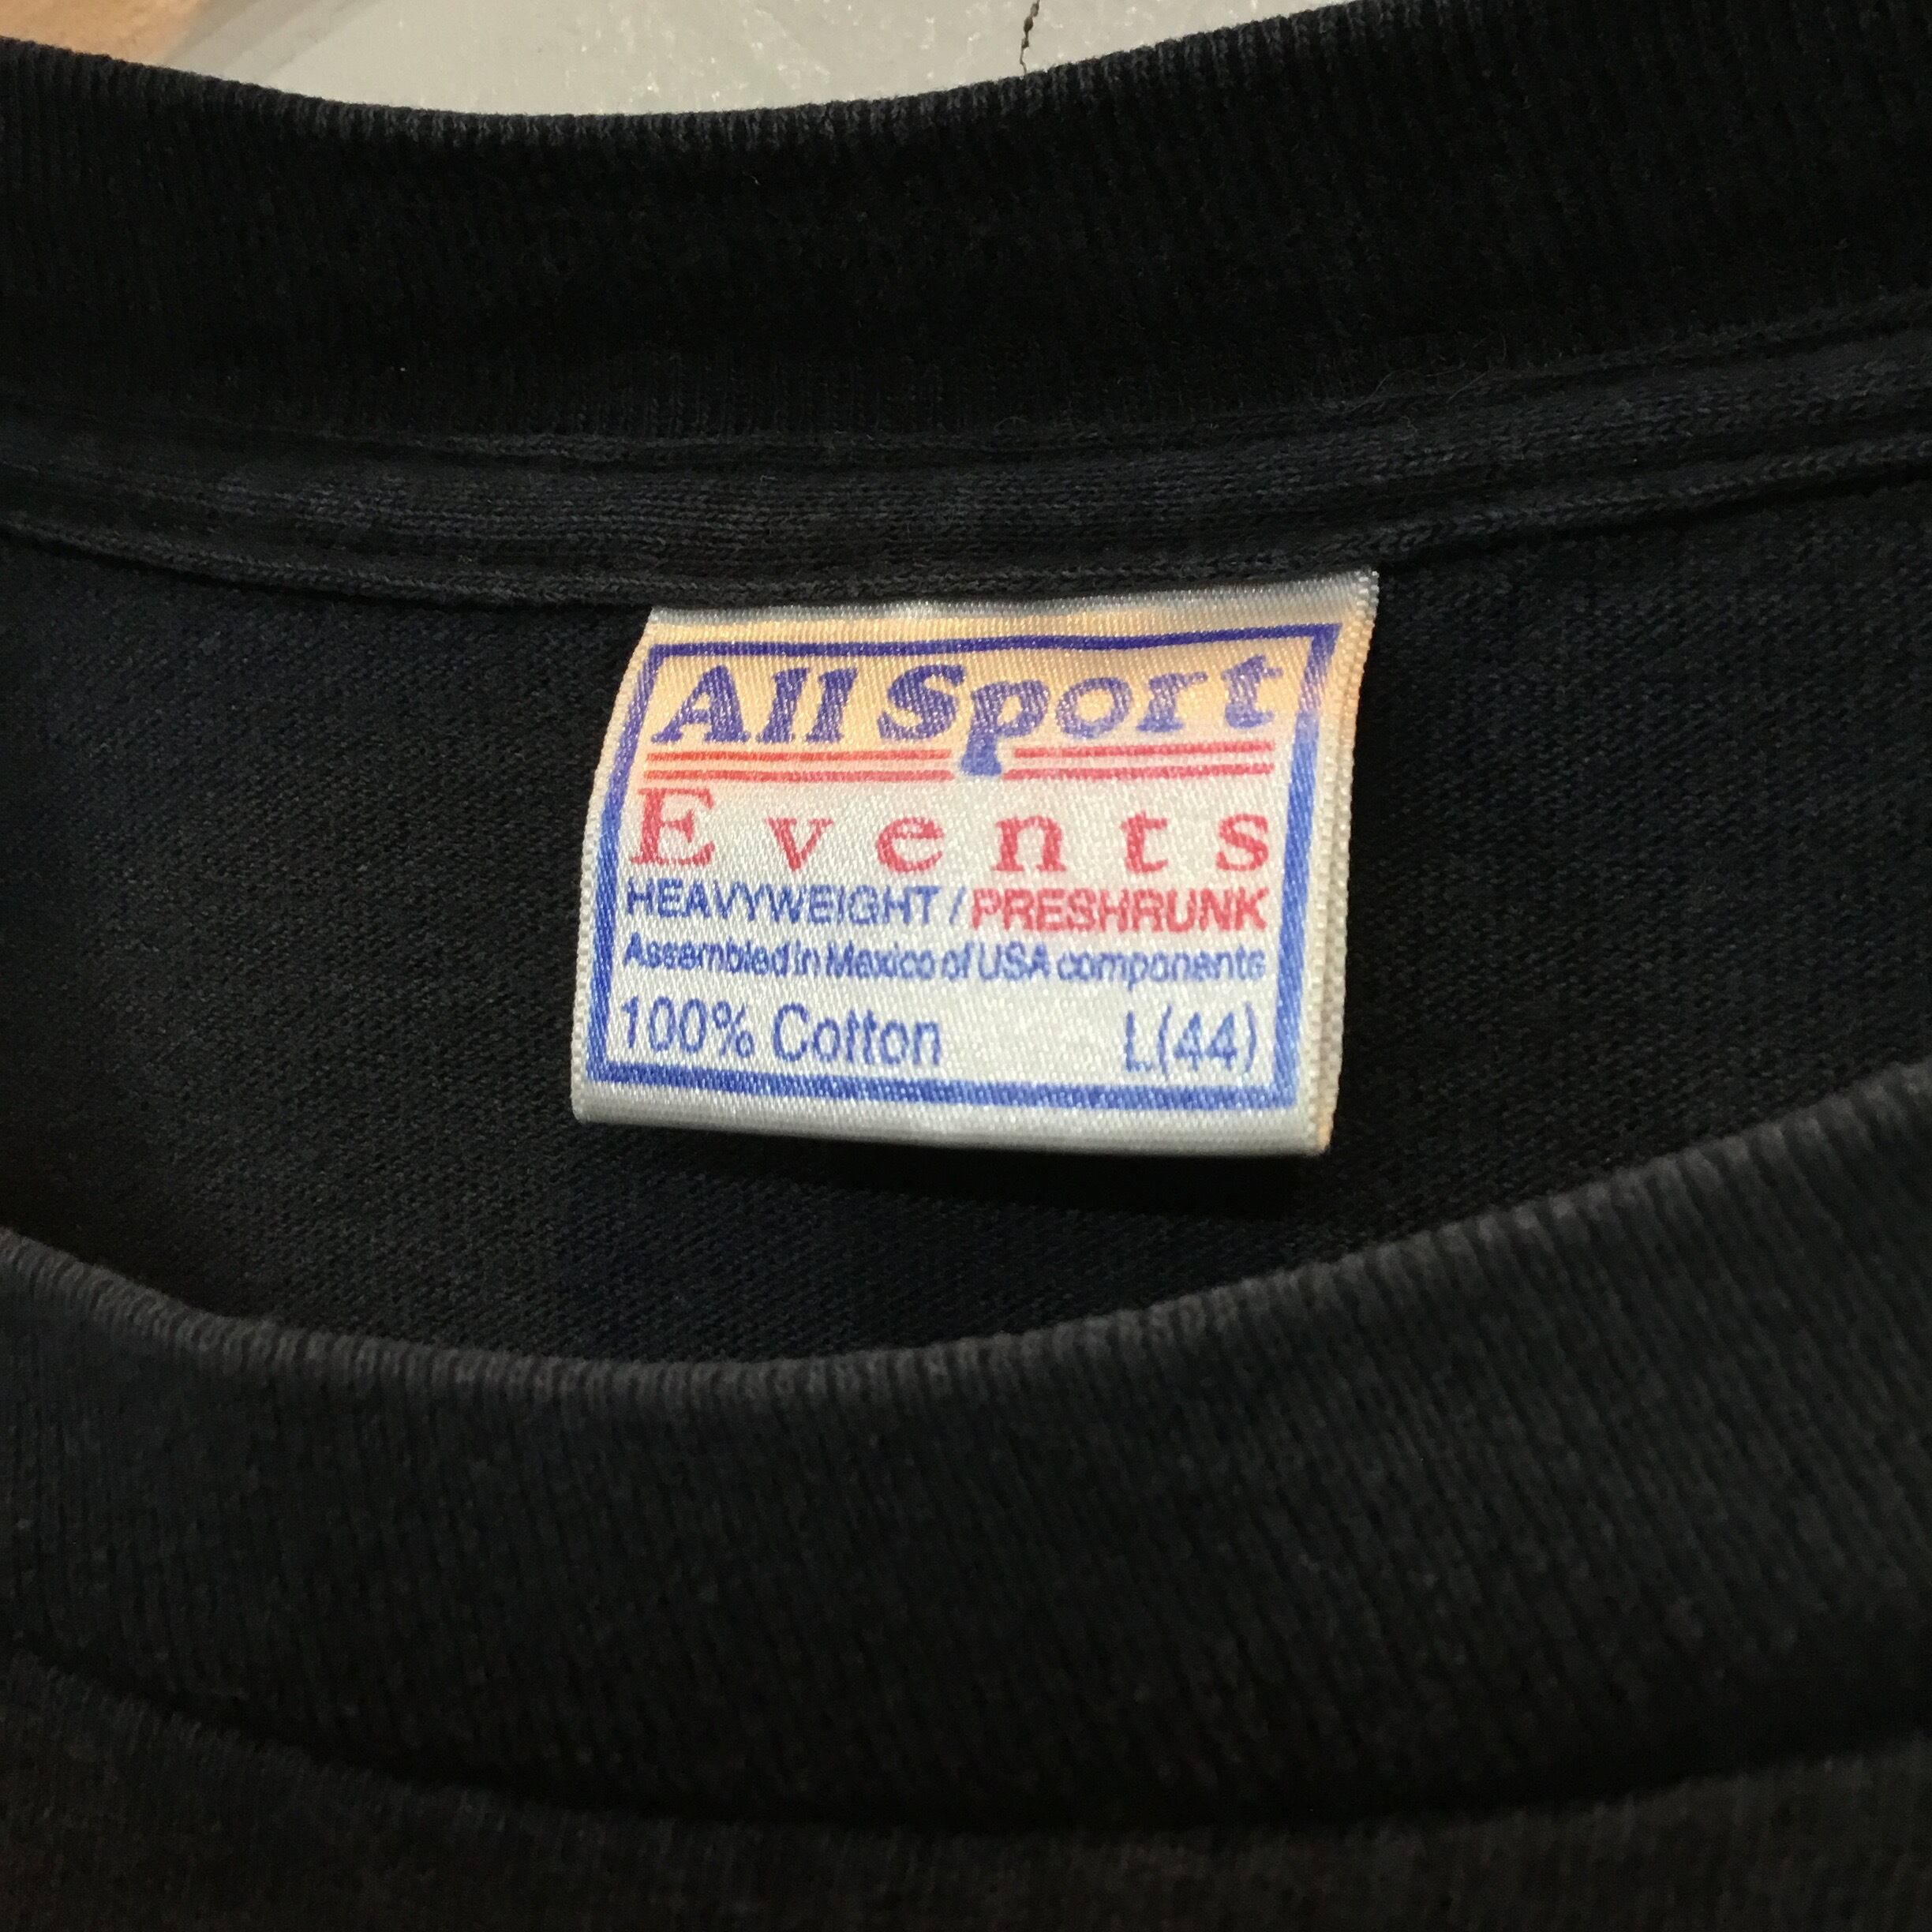 All Sport
Events
HEAVYWEIGHT / PRESHRUNK
Assembled in Mexico of USA components
100% Cotton L(44)